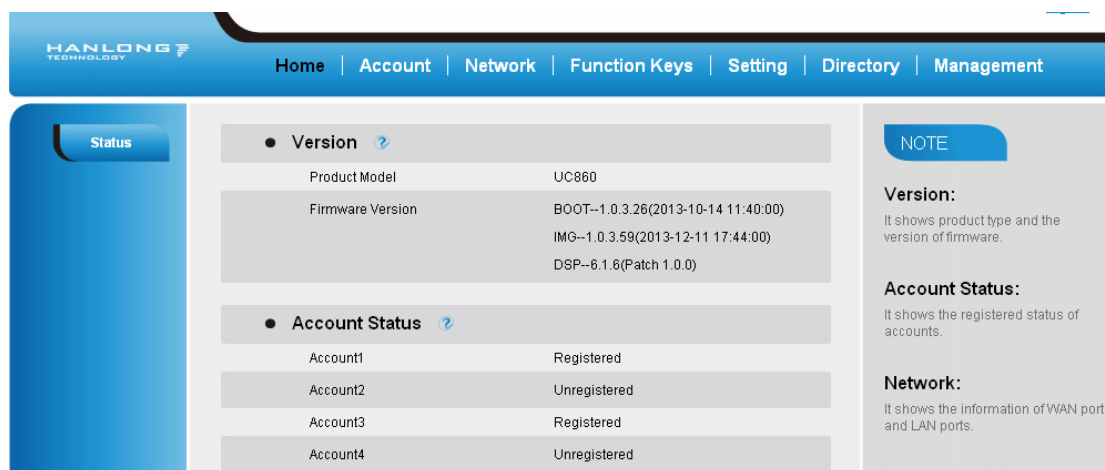 HANLONG
TECHNOLOGY
Home | Account | Network | Function Keys | Setting | Directory | Management
Status
Version
Product Model UC860
Firmware Version BOOT--1.0.3.26(2013-10-14 11:40:00)
IMG--1.0.3.59(2013-12-11 17:44:00)
DSP--6.1.6(Patch 1.0.0)
Account Status
Account1 Registered
Account2 Unregistered
Account3 Registered
Account4 Unregistered
NOTE
Version:
It shows product type and the
version of firmware.
Account Status:
It shows the registered status of
accounts.
Network:
It shows the information of WAN port
and LAN ports.